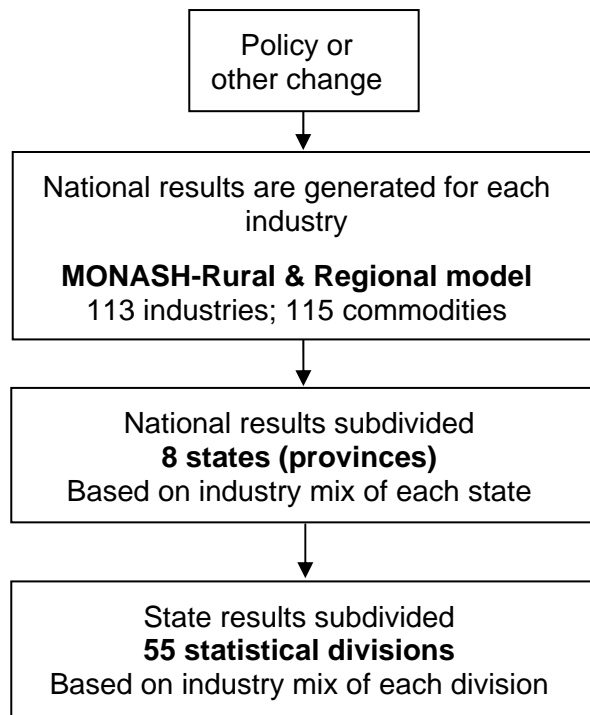 Policy or
other change
National results are generated for each
industry
MONASH-Rural & Regional model
113 industries; 115 commodities
National results subdivided
8 states (provinces)
Based on industry mix of each state
State results subdivided
55 statistical divisions
Based on industry mix of each division